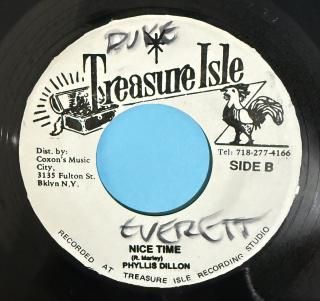 DUKE
Treasure Isle
Dist. by:
Coxon's Music
City,
3135 Fulton St.
Bklyn N.Y.
Tel: 718-277-4166
SIDE B
EVERETT
NICE TIME
(R. Marley)
PHYLLIS DILLON
RECORDED AT TREASURE ISLE RECORDING STUDIO